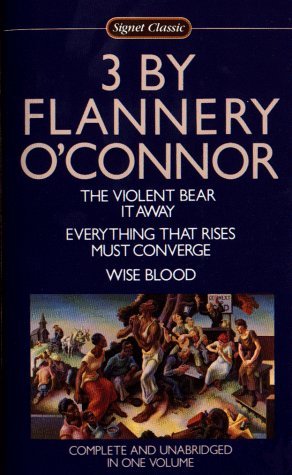 Signet Classic
3 BY
FLANNERY
O'CONNOR
THE VIOLENT BEAR
IT AWAY
EVERYTHING THAT RISES
MUST CONVERGE
WISE BLOOD
COMPLETE AND UNABRIDGED
IN ONE VOLUME